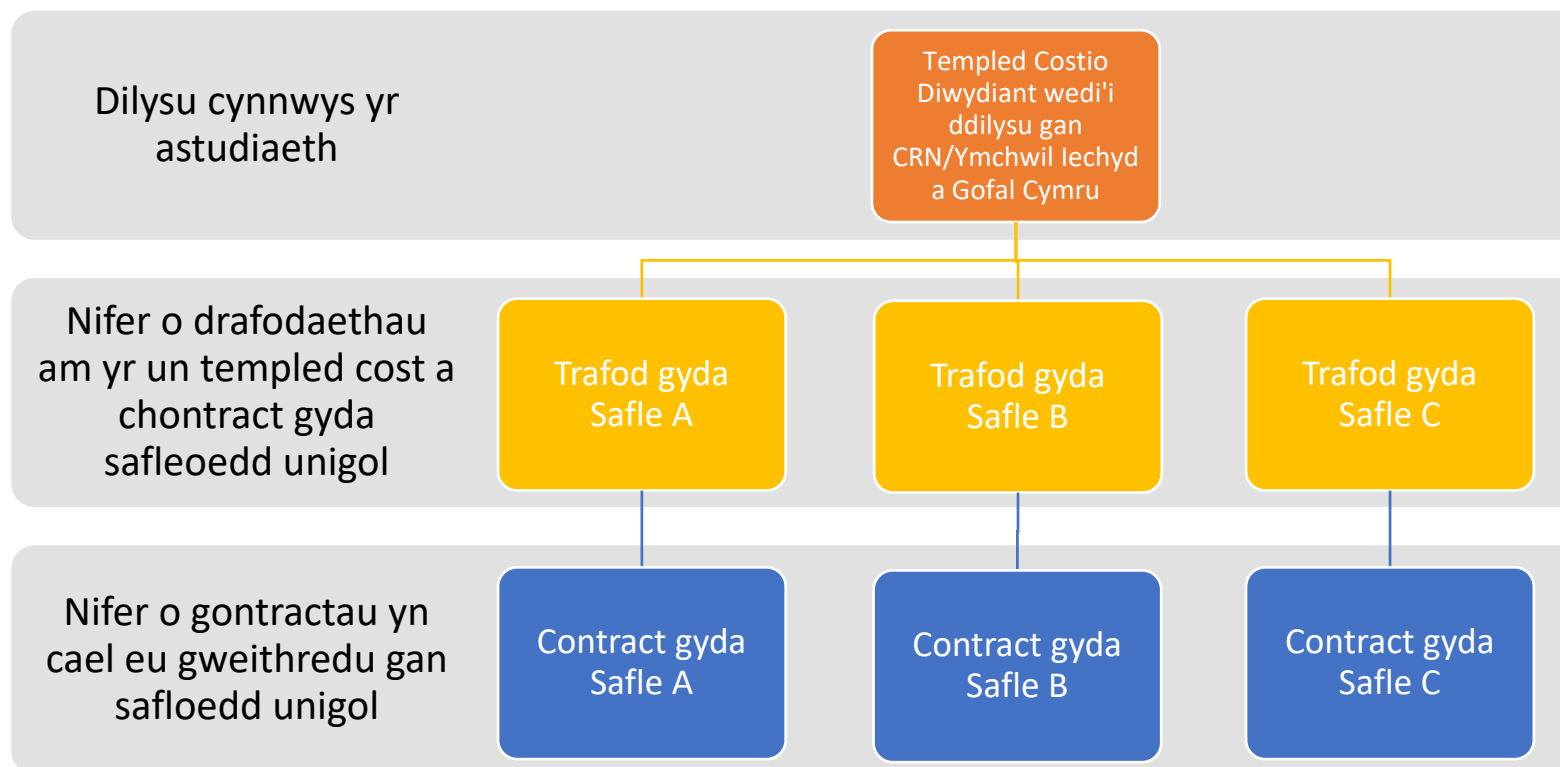 Dilysu cynnwys yr
astudiaeth
Templed Costio
Diwydiant wedi'i
ddilysu gan
CRN/Ymchwil Iechyd
a Gofal Cymru
Nifer o drafodaethau
am yr un templed cost a
chontract gyda
safleoedd unigol
Trafod gyda
Safle A
Trafod gyda
Safle B
Trafod gyda
Safle C
Nifer o gontractau yn
cael eu gweithredu gan
safloedd unigol
Contract gyda
Safle A
Contract gyda
Safle B
Contract gyda
Safle C